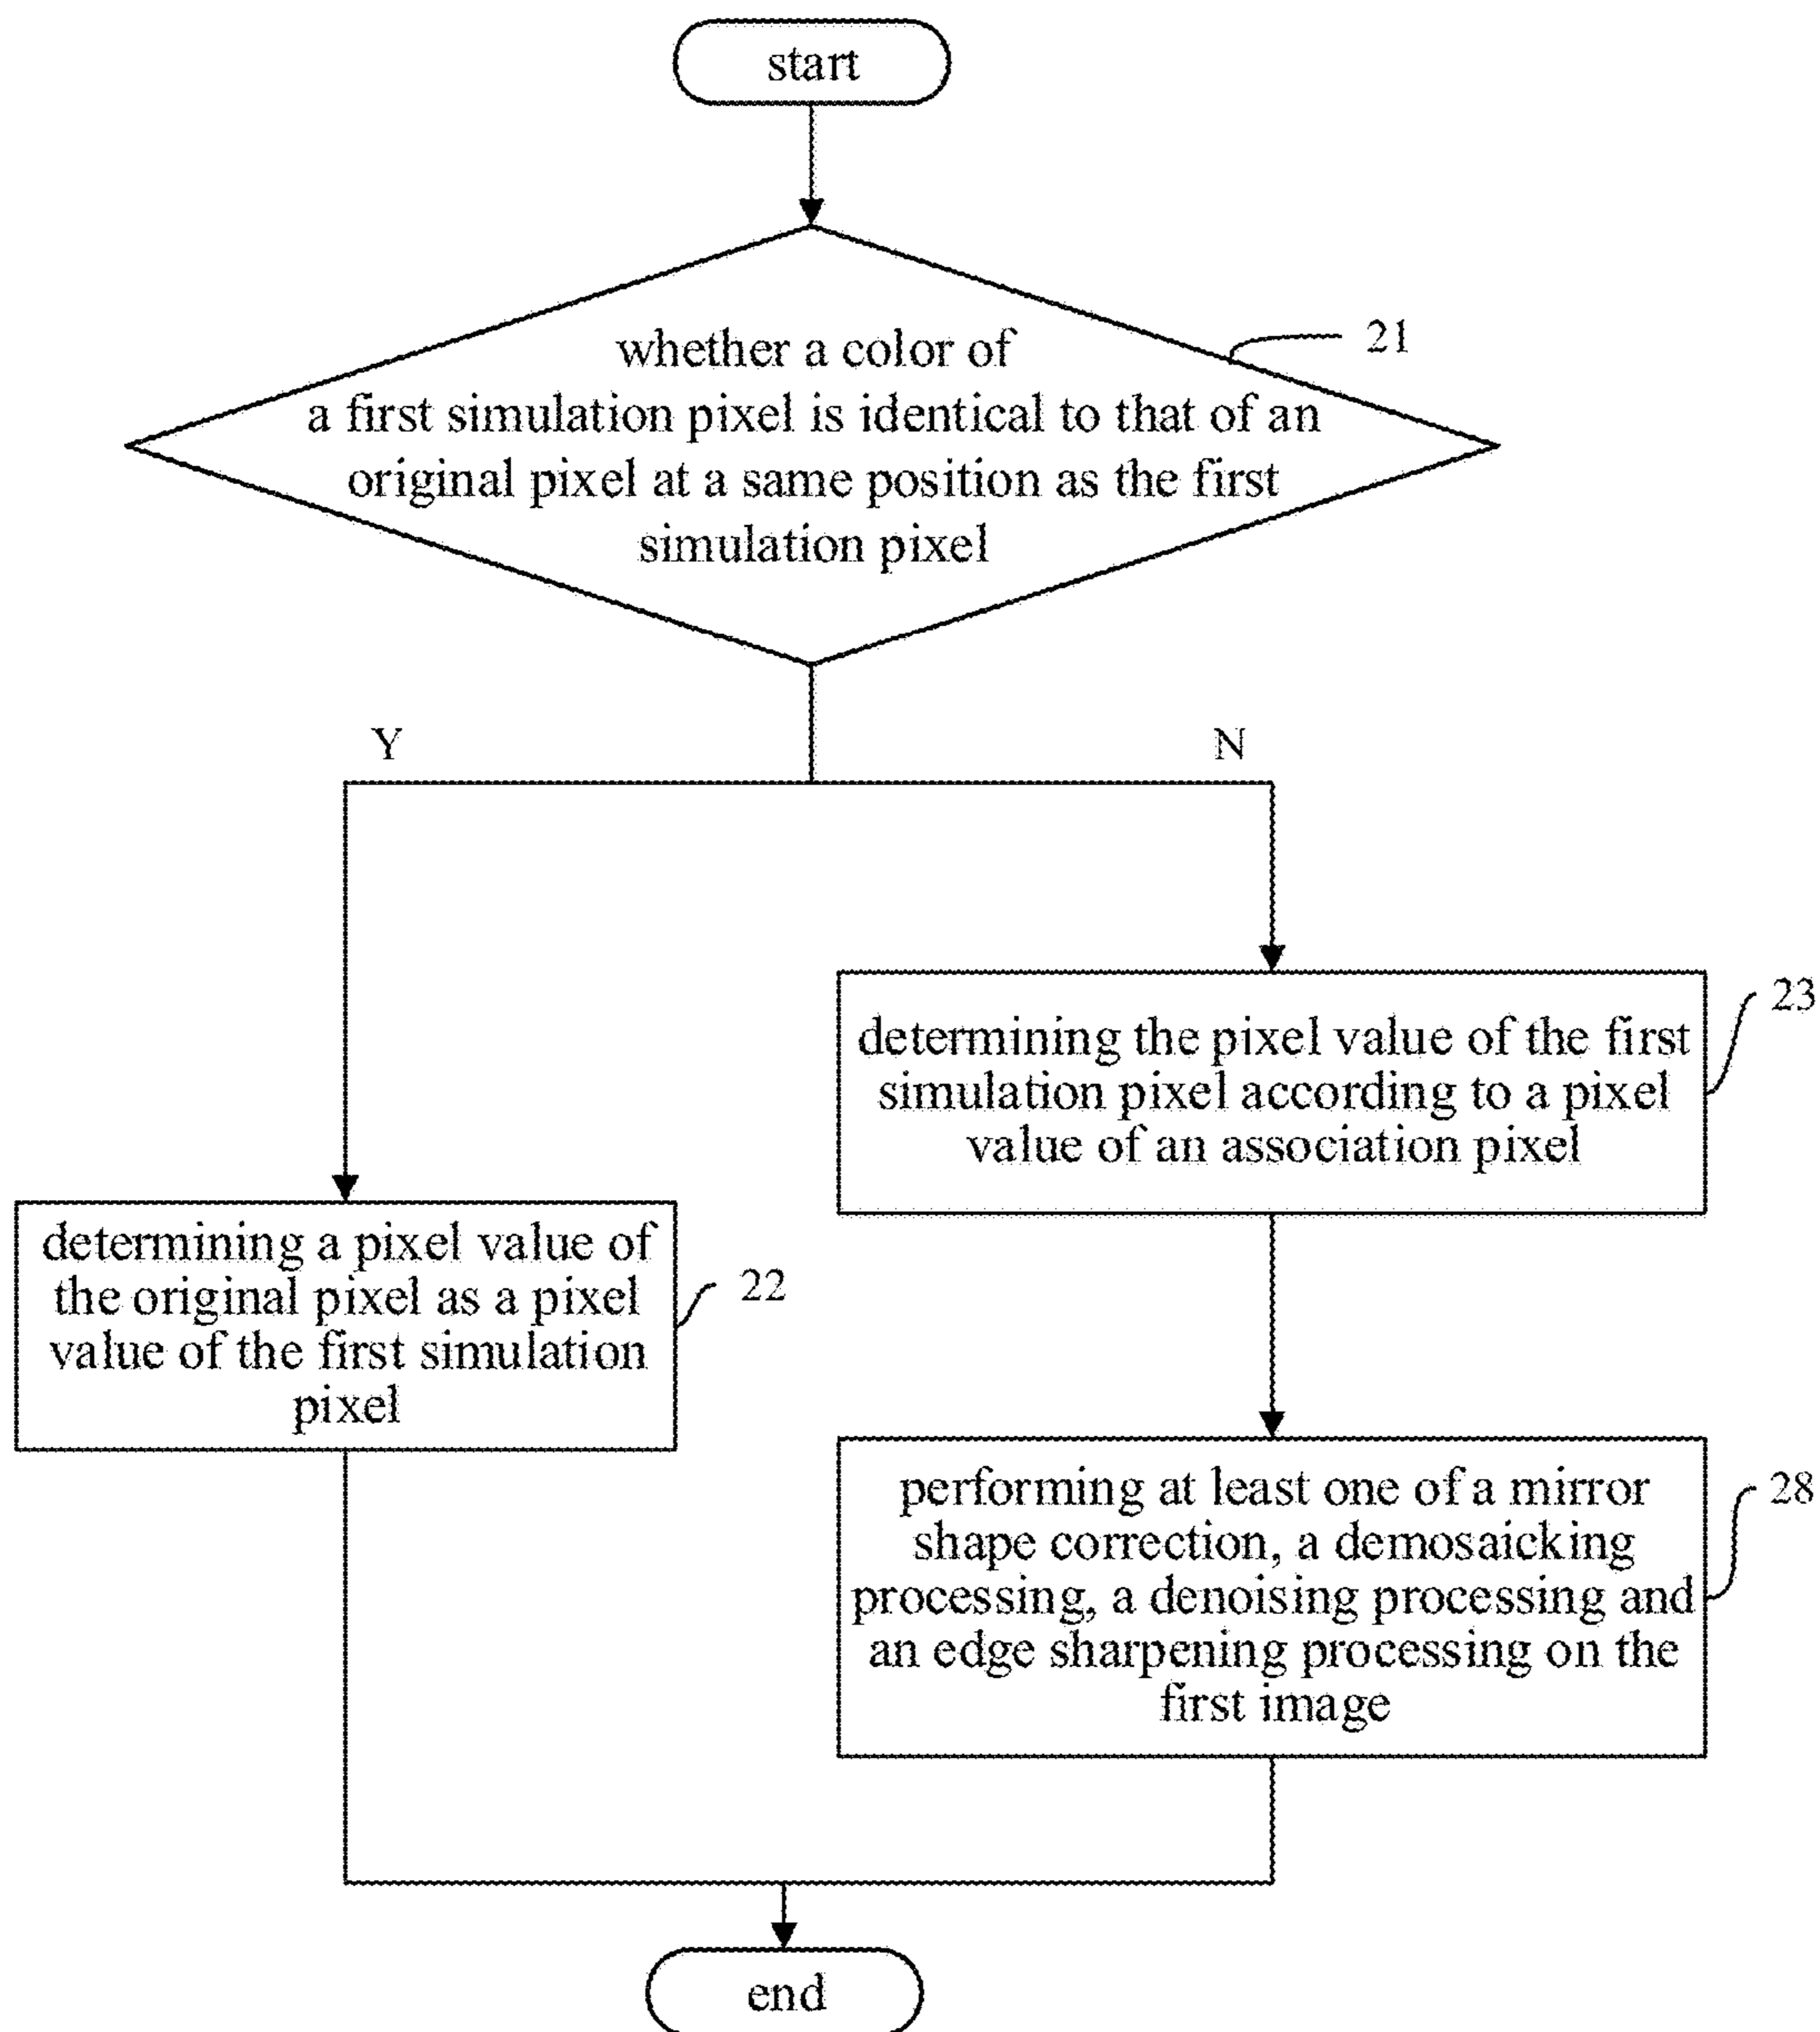 start
whether a color of
a first simulation pixel is identical to that of an
original pixel at a same position as the first
simulation pixel
21
Y
N
determining the pixel value of the first
simulation pixel according to a pixel
value of an association pixel
23
determining a pixel value of
the original pixel as a pixel
value of the first simulation
pixel
22
performing at least one of a mirror
shape correction, a demosaicking
processing, a denoising processing and
an edge sharpening processing on the
first image
28
end